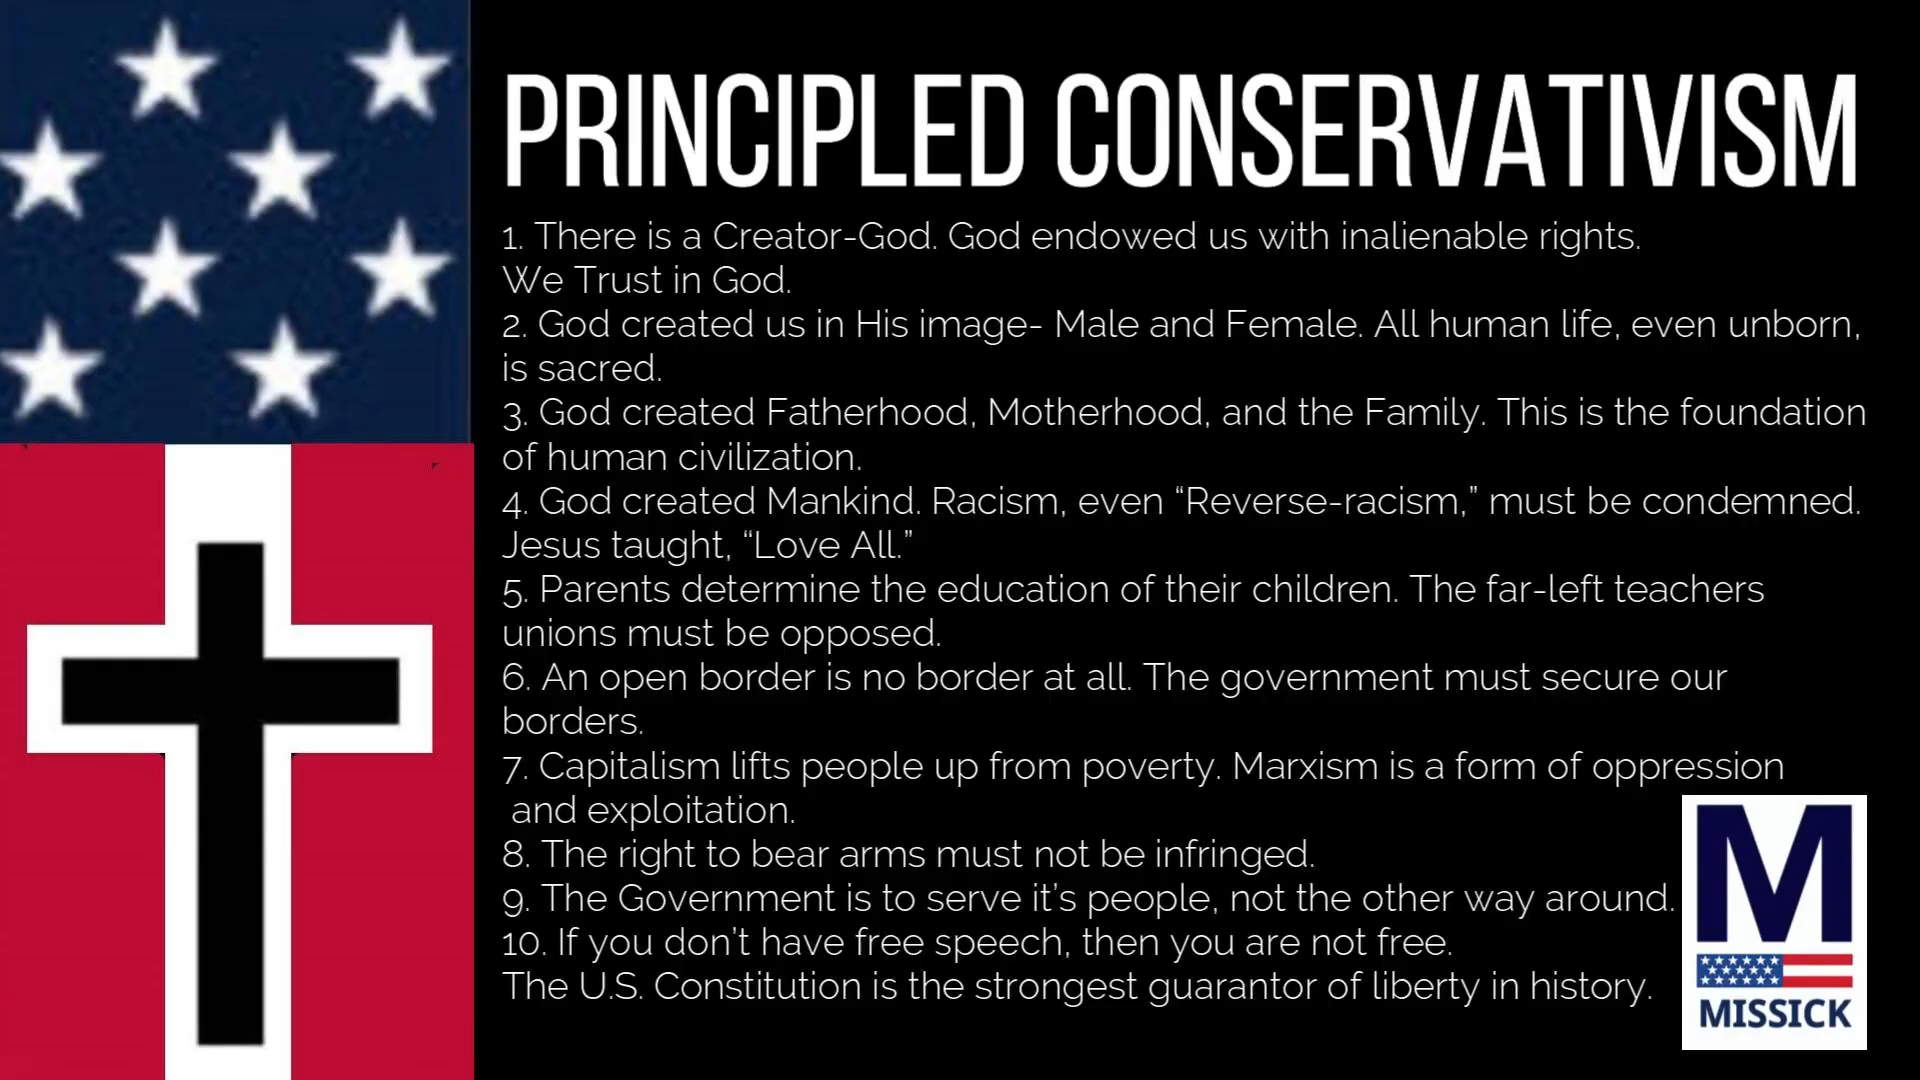 PRINCIPLED CONSERVATIVISM
1. There is a Creator-God. God endowed us with inalienable rights.
We Trust in God.
2. God created us in His image- Male and Female. All human life, even unborn,
is sacred.
3. God created Fatherhood, Motherhood, and the Family. This is the foundation
of human civilization.
4. God created Mankind. Racism, even “Reverse-racism,” must be condemned.
Jesus taught, “Love All.”
5. Parents determine the education of their children. The far-left teachers
unions must be opposed.
6. An open border is no border at all. The government must secure our
borders.
7. Capitalism lifts people up from poverty. Marxism is a form of oppression
and exploitation.
8. The right to bear arms must not be infringed.
9. The Government is to serve it’s people, not the other way around.
10. If you don’t have free speech, then you are not free.
The U.S. Constitution is the strongest guarantor of liberty in history.
M
MISSICK